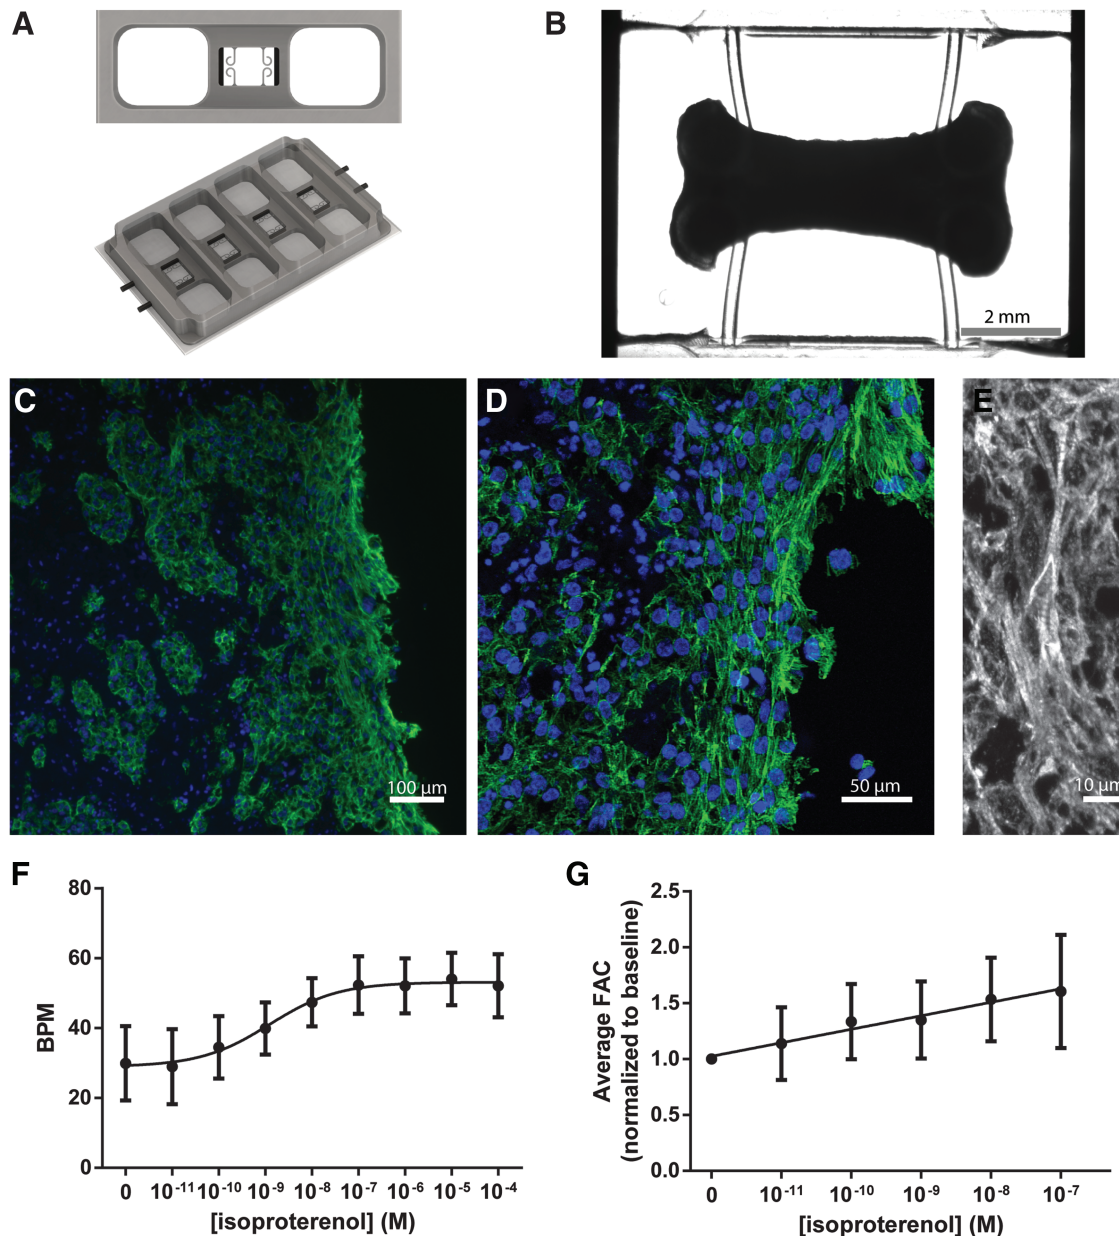 A
B
2 mm
C
100 µm
D
50 µm
E
10 µm
F
80
60
40
20
0
BPM
0 10⁻¹¹ 10⁻¹⁰ 10⁻⁹ 10⁻⁸ 10⁻⁷ 10⁻⁶ 10⁻⁵ 10⁻⁴
[isoproterenol] (M)
G
2.5
2.0
1.5
1.0
0.5
0.0
Average FAC
(normalized to baseline)
0 10⁻¹¹ 10⁻¹⁰ 10⁻⁹ 10⁻⁸ 10⁻⁷
[isoproterenol] (M)